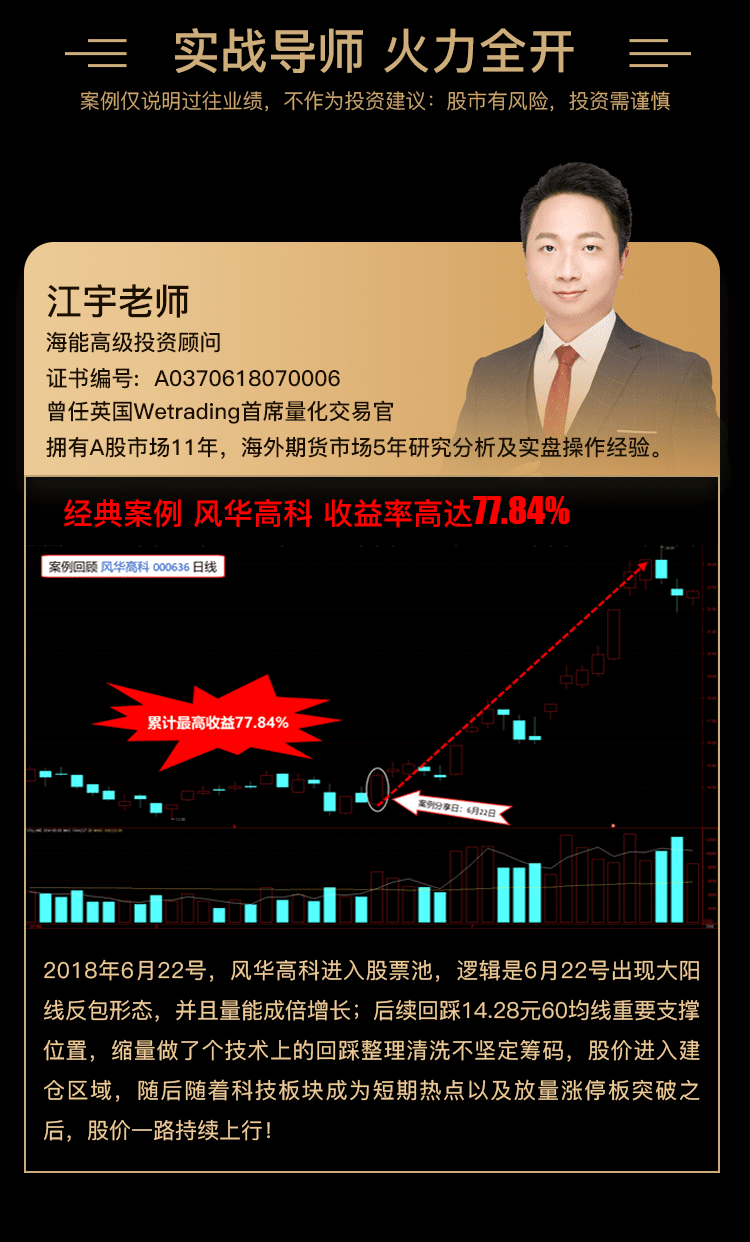 实战导师 火力全开
案例仅说明过往业绩，不作为投资建议：股市有风险，投资需谨慎
江宇老师
海能高级投资顾问
证书编号：A0370618070006
曾任英国Wetrading首席量化交易官
拥有A股市场11年，海外期货市场5年研究分析及实盘操作经验。
经典案例 风华高科 收益率高达77.84%
案例回顾 风华高科 000636 日线
累计最高收益77.84%
案例分享日：6月22日
2018年6月22号，风华高科进入股票池，逻辑是6月22号出现大阳
线反包形态，并且量能成倍增长；后续回踩14.28元60均线重要支撑
位置，缩量做了个技术上的回踩整理清洗不坚定筹码，股价进入建
仓区域，随后随着科技板块成为短期热点以及放量涨停板突破之
后，股价一路持续上行！